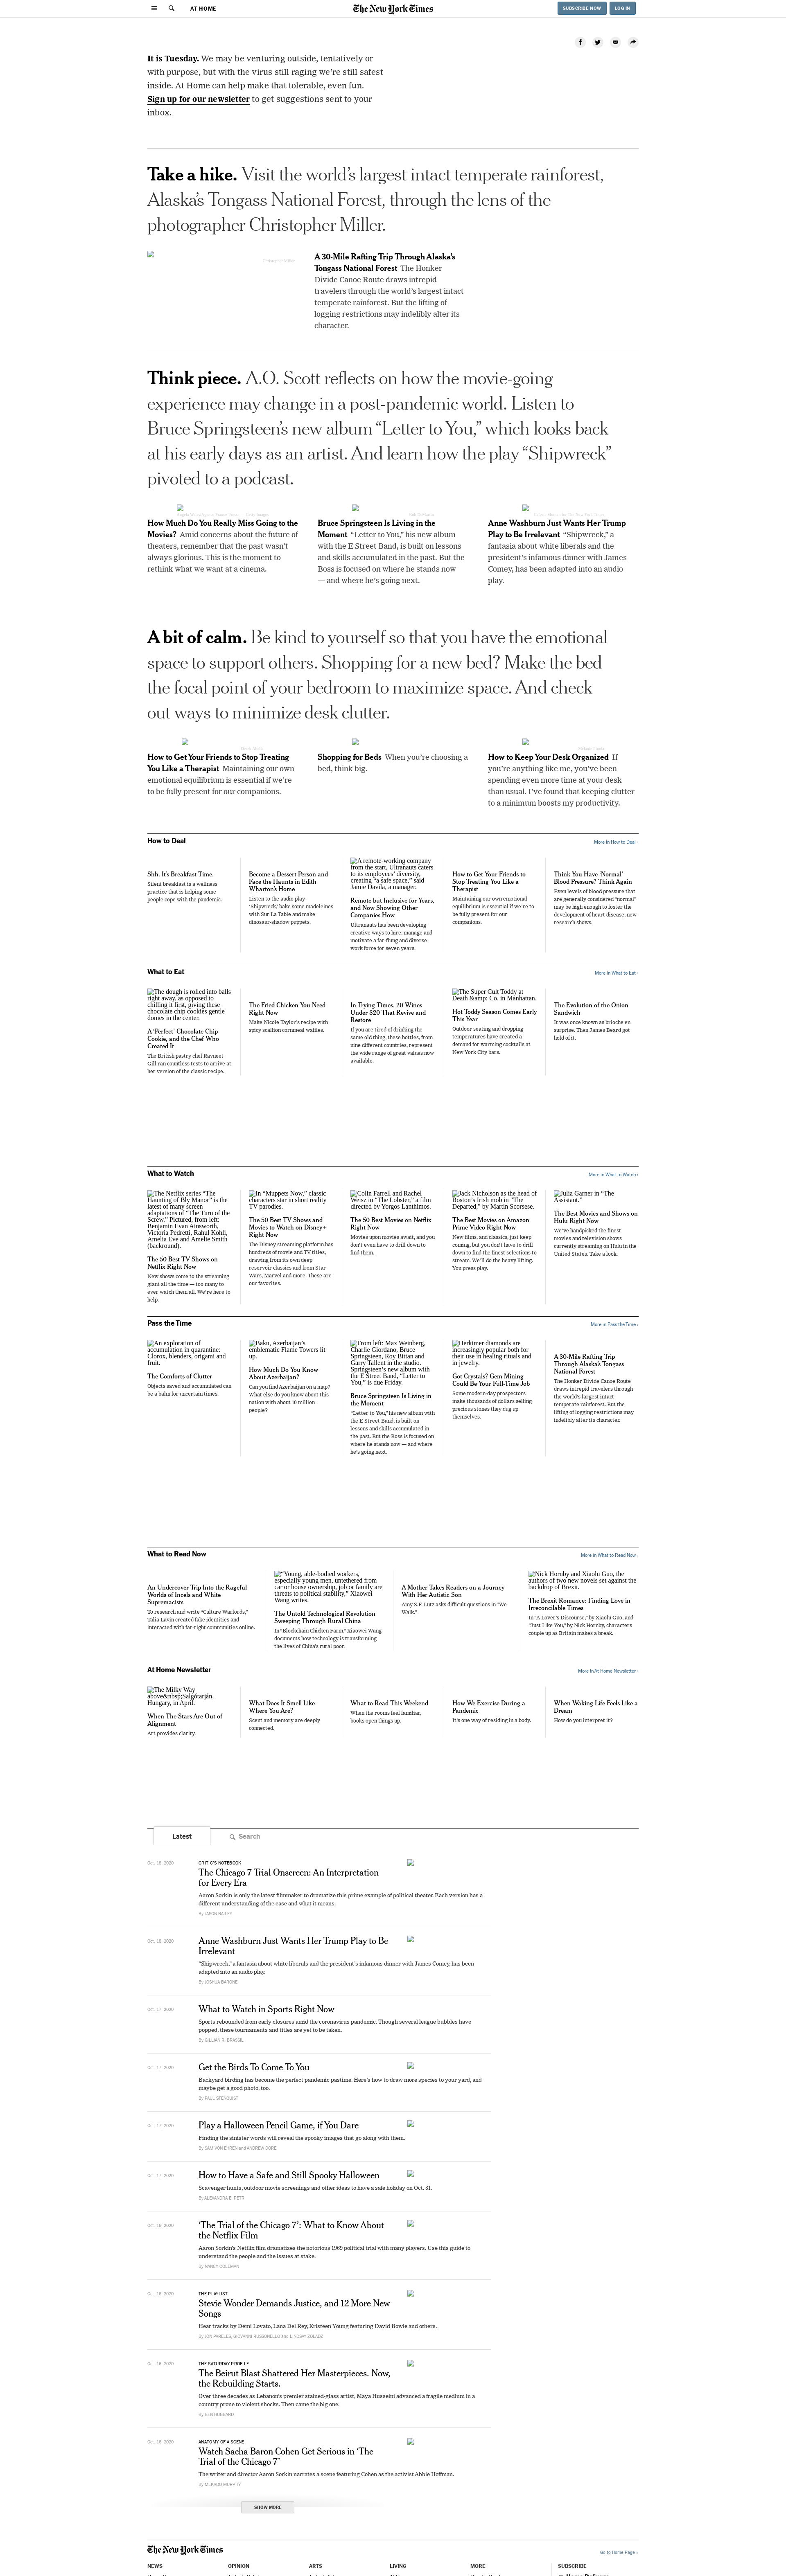 AT HOME
The New York Times
SUBSCRIBE NOW
LOG IN
It is Tuesday. We may be venturing outside, tentatively or
with purpose, but with the virus still raging we're still safest
inside. At Home can help make that tolerable, even fun.
Sign up for our newsletter to get suggestions sent to your
inbox.
Take a hike. Visit the world's largest intact temperate rainforest,
Alaska's Tongass National Forest, through the lens of the
photographer Christopher Miller.
A 30-Mile Rafting Trip Through Alaska's
Tongass National Forest The Honker
Divide Canoe Route draws intrepid
travelers through the world's largest intact
temperate rainforest. But the lifting of
logging restrictions may indelibly alter its
character.
Think piece. A.O. Scott reflects on how the movie-going
experience may change in a post-pandemic world. Listen to
Bruce Springsteen's new album "Letter to You," which looks back
at his early days as an artist. And learn how the play "Shipwreck"
pivoted to a podcast.
How Much Do You Really Miss Going to the
Movies? Amid concerns about the future of
theaters, remember that the past wasn't
always glorious. This is the moment to
rethink what we want at a cinema.
Bruce Springsteen Is Living in the
Moment "Letter to You," his new album
with the E Street Band, is built on lessons
and skills accumulated in the past. But the
Boss is focused on where he stands now
— and where he's going next.
Anne Washburn Just Wants Her Trump
Play to Be Irrelevant "Shipwreck," a
fantasia about white liberals and the
president's infamous dinner with James
Comey, has been adapted into an audio
play.
A bit of calm. Be kind to yourself so that you have the emotional
space to support others. Shopping for a new bed? Make the bed
the focal point of your bedroom to maximize space. And check
out ways to minimize desk clutter.
How to Get Your Friends to Stop Treating
You Like a Therapist Maintaining our own
emotional equilibrium is essential if we're
to be fully present for our companions.
Shopping for Beds When you're choosing a
bed, think big.
How to Keep Your Desk Organized If
you're anything like me, you've been
spending even more time at your desk
than usual. I've found that keeping clutter
to a minimum boosts my productivity.
How to Deal
More in How to Deal ›
Shh. It's Breakfast Time.
Silent breakfast is a wellness
practice that is helping some
people cope with the pandemic.
Become a Dessert Person and
Face the Haunts in Edith
Wharton's Home
Listen to the audio play
'Shipwreck,' bake some madeleines
with Sur La Table and make
dinosaur-shadow puppets.
A remote-working company
from the start, Ultranauts caters
to its employees' diversity,
creating "a safe space," said
Jamie Davila, a manager.
Remote but Inclusive for Years,
and Now Showing Other
Companies How
Ultranauts has been developing
creative ways to hire, manage and
motivate a far-flung and diverse
work force for seven years.
How to Get Your Friends to
Stop Treating You Like a
Therapist
Maintaining our own emotional
equilibrium is essential if we're to
be fully present for our
companions.
Think You Have 'Normal'
Blood Pressure? Think Again
Even levels of blood pressure that
are generally considered "normal"
may be high enough to foster the
development of heart disease, new
research shows.
What to Eat
More in What to Eat ›
The dough is rolled into balls
right away, as opposed to
chilling it first, giving these
chocolate chip cookies gentle
domes in the center.
A 'Perfect' Chocolate Chip
Cookie, and the Chef Who
Created It
The British pastry chef Ravneet
Gill ran countless tests to arrive at
her version of the classic recipe.
The Fried Chicken You Need
Right Now
Make Nicole Taylor's recipe with
spicy scallion cornmeal waffles.
In Trying Times, 20 Wines
Under $20 That Revive and
Restore
If you are tired of drinking the
same old thing, these bottles, from
nine different countries, represent
the wide range of great values now
available.
The Super Cult Toddy at
Death &amp; Co. in Manhattan.
Hot Toddy Season Comes Early
This Year
Outdoor seating and dropping
temperatures have created a
demand for warming cocktails at
New York City bars.
The Evolution of the Onion
Sandwich
It was once known as brioche en
surprise. Then James Beard got
hold of it.
What to Watch
More in What to Watch ›
The Netflix series "The
Haunting of Bly Manor" is the
latest of many screen
adaptations of "The Turn of the
Screw." Pictured, from left:
Benjamin Evan Ainsworth,
Victoria Pedretti, Rahul Kohli,
Amelia Eve and Amelie Smith
(backround).
The 50 Best TV Shows on
Netflix Right Now
New shows come to the streaming
giant all the time — too many to
ever watch them all. We're here to
help.
In "Muppets Now," classic
characters star in short reality
TV parodies.
The 50 Best TV Shows and
Movies to Watch on Disney+
Right Now
The Disney streaming platform has
hundreds of movie and TV titles,
drawing from its own deep
reservoir classics and from Star
Wars, Marvel and more. These are
our favorites.
Colin Farrell and Rachel
Weisz in "The Lobster," a film
directed by Yorgos Lanthimos.
The 50 Best Movies on Netflix
Right Now
Movies upon movies await, and you
don't even have to drill down to
find them.
Jack Nicholson as the head of
Boston's Irish mob in "The
Departed," by Martin Scorsese.
The Best Movies on Amazon
Prime Video Right Now
New films, and classics, just keep
coming, but you don't have to drill
down to find the finest selections to
stream. We'll do the heavy lifting.
You press play.
Julia Garner in "The
Assistant."
The Best Movies and Shows on
Hulu Right Now
We've handpicked the finest
movies and television shows
currently streaming on Hulu in the
United States. Take a look.
Pass the Time
More in Pass the Time ›
An exploration of
accumulation in quarantine:
Clorox, blenders, origami and
fruit.
The Comforts of Clutter
Objects saved and accumulated can
be a balm for uncertain times.
Baku, Azerbaijan's
emblematic Flame Towers lit
up.
How Much Do You Know
About Azerbaijan?
Can you find Azerbaijan on a map?
What else do you know about this
nation with about 10 million
people?
From left: Max Weinberg,
Charlie Giordano, Bruce
Springsteen, Roy Bittan and
Garry Tallent in the studio.
Springsteen's new album with
the E Street Band, "Letter to
You," is due Friday.
Bruce Springsteen Is Living in
the Moment
"Letter to You," his new album with
the E Street Band, is built on
lessons and skills accumulated in
the past. But the Boss is focused on
where he stands now — and where
he's going next.
Herkimer diamonds are
increasingly popular both for
their use in healing rituals and
in jewelry.
Got Crystals? Gem Mining
Could Be Your Full-Time Job
Some modern-day prospectors
make thousands of dollars selling
precious stones they dug up
themselves.
A 30-Mile Rafting Trip
Through Alaska's Tongass
National Forest
The Honker Divide Canoe Route
draws intrepid travelers through
the world's largest intact
temperate rainforest. But the
lifting of logging restrictions may
indelibly alter its character
What to Read Now
More in What to Read Now ›
An Undercover Trip Into the Rageful
Worlds of Incels and White
Supremacists
To research and write "Culture Warlords,"
Talia Lavin created fake identities and
interacted with far-right communities online.
"Young, able-bodied workers,
especially young men, untethered from
car or house ownership, job or family are
threats to political stability," Xiaowei
Wang writes.
The Untold Technological Revolution
Sweeping Through Rural China
In "Blockchain Chicken Farm," Xiaowei Wang
documents how technology is transforming
the lives of China's rural poor.
A Mother Takes Readers on a Journey
With Her Autistic Son
Amy S.F. Lutz asks difficult questions in "We
Walk."
Nick Hornby and Xiaolu Guo, the
authors of two new novels set against the
backdrop of Brexit.
The Brexit Romance: Finding Love in
Irreconcilable Times
In "A Lover's Discourse," by Xiaolu Guo, and
"Just Like You," by Nick Hornby, characters
couple up as Britain makes a break.
At Home Newsletter
More in At Home Newsletter ›
The Milky Way
above&nbsp;Salgótarján,
Hungary, in April.
When The Stars Are Out of
Alignment
Art provides clarity.
What Does It Smell Like
Where You Are?
Scent and memory are deeply
connected.
What to Read This Weekend
When the rooms feel familiar,
books open things up.
How We Exercise During a
Pandemic
It's one way of residing in a body.
When Waking Life Feels Like a
Dream
How do you interpret it?
Latest
Search
Oct. 18, 2020
CRITIC'S NOTEBOOK
The Chicago 7 Trial Onscreen: An Interpretation
for Every Era
Aaron Sorkin is only the latest filmmaker to dramatize this prime example of political theater. Each version has a
different understanding of the case and what it means.
By JASON BAILEY
Oct. 18, 2020
Anne Washburn Just Wants Her Trump Play to Be
Irrelevant
"Shipwreck," a fantasia about white liberals and the president's infamous dinner with James Comey, has been
adapted into an audio play.
By JOSHUA BARONE
Oct. 17, 2020
What to Watch in Sports Right Now
Sports rebounded from early closures amid the coronavirus pandemic. Though several league bubbles have
popped, these tournaments and titles are yet to be taken.
By GILLIAN R. BRASSIL
Oct. 17, 2020
Get the Birds To Come To You
Backyard birding has become the perfect pandemic pastime. Here's how to draw more species to your yard, and
maybe get a good photo, too.
By PAUL STENQUIST
Oct. 17, 2020
Play a Halloween Pencil Game, if You Dare
Finding the sinister words will reveal the spooky images that go along with them.
By SAM VON EHREN and ANDREA DORE
Oct. 17, 2020
How to Have a Safe and Still Spooky Halloween
Scavenger hunts, outdoor movie screenings and other ideas to have a safe holiday on Oct. 31.
By ALEXANDRA E. PETRI
Oct. 16, 2020
'The Trial of the Chicago 7': What to Know About
the Netflix Film
Aaron Sorkin's Netflix film dramatizes the notorious 1969 political trial with many players. Use this guide to
understand the people and the issues at stake.
By NANCY COLEMAN
Oct. 16, 2020
THE PLAYLIST
Stevie Wonder Demands Justice, and 12 More New
Songs
Hear tracks by Demi Lovato, Lana Del Rey, Kristeen Young featuring David Bowie and others.
By JON PARELES, GIOVANNI RUSSONELLO and LINDSAY ZOLADZ
Oct. 16, 2020
THE SATURDAY PROFILE
The Beirut Blast Shattered Her Masterpieces. Now,
the Rebuilding Starts.
Over three decades as Lebanon's premier stained-glass artist, Maya Husseini advanced a fragile medium in a
country prone to violent shocks. Then came the big one.
By BEN HUBBARD
Oct. 16, 2020
ANATOMY OF A SCENE
Watch Sacha Baron Cohen Get Serious in 'The
Trial of the Chicago 7'
The writer and director Aaron Sorkin narrates a scene featuring Cohen as the activist Abbie Hoffman.
By MEKADO MURPHY
SHOW MORE
The New York Times
Go to Home Page »
NEWS
OPINION
ARTS
LIVING
MORE
SUBSCRIBE